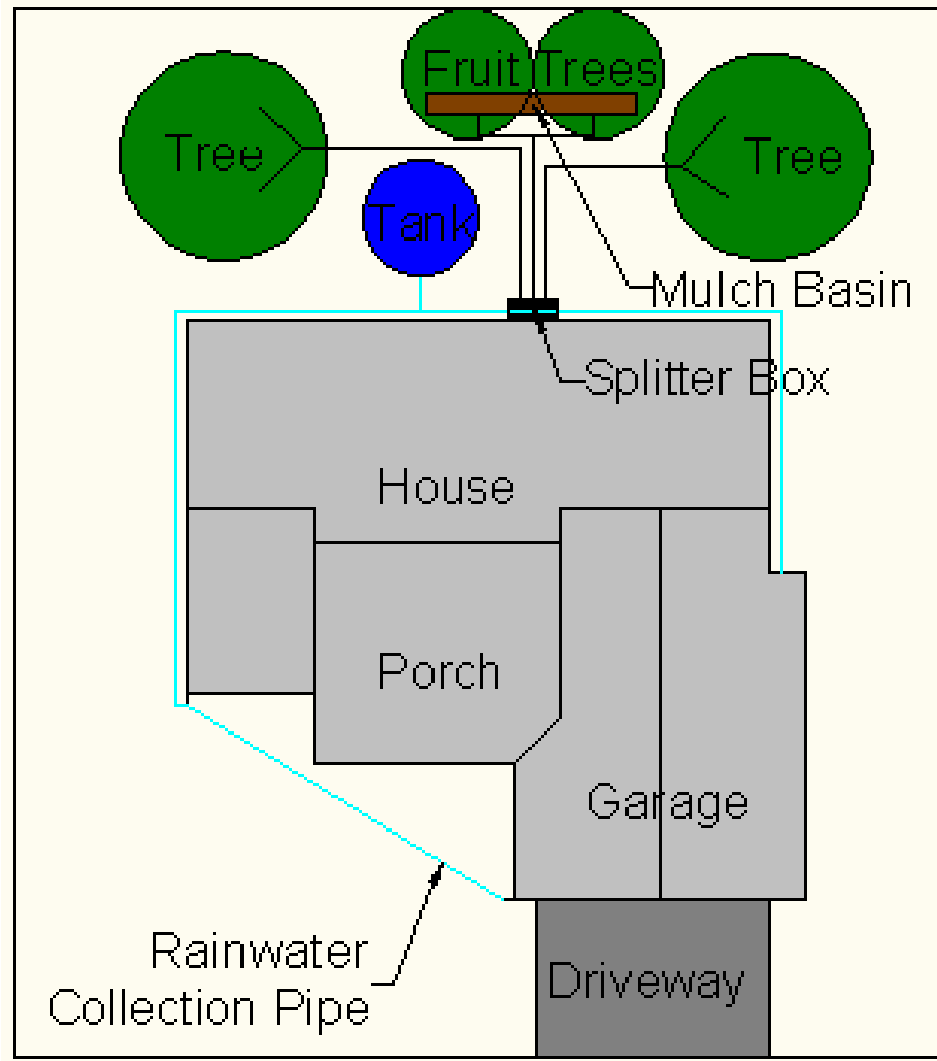 Fruit Trees
Tree
Tree
Tank
Mulch Basin
Splitter Box
House
Porch
Garage
Rainwater
Collection Pipe
Driveway